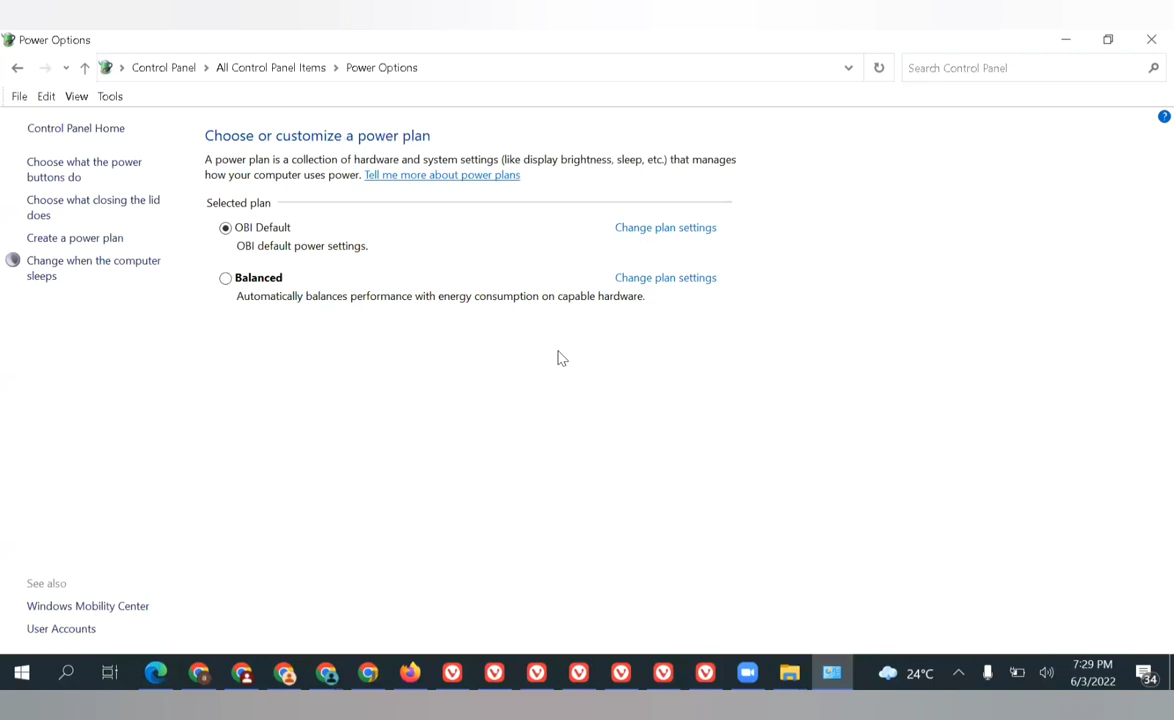 Power Options
Control Panel
All Control Panel Items
Power Options
Search Control Panel
File Edit View Tools
Control Panel Home
Choose what the power
buttons do
Choose what closing the lid
does
Create a power plan
Change when the computer
sleeps
Choose or customize a power plan
A power plan is a collection of hardware and system settings (like display brightness, sleep, etc.) that manages
how your computer uses power. Tell me more about power plans
Selected plan
OBI Default Change plan settings
OBI default power settings.
Balanced Change plan settings
Automatically balances performance with energy consumption on capable hardware.
?
See also
Windows Mobility Center
User Accounts
24°C
7:29 PM
6/3/2022
34